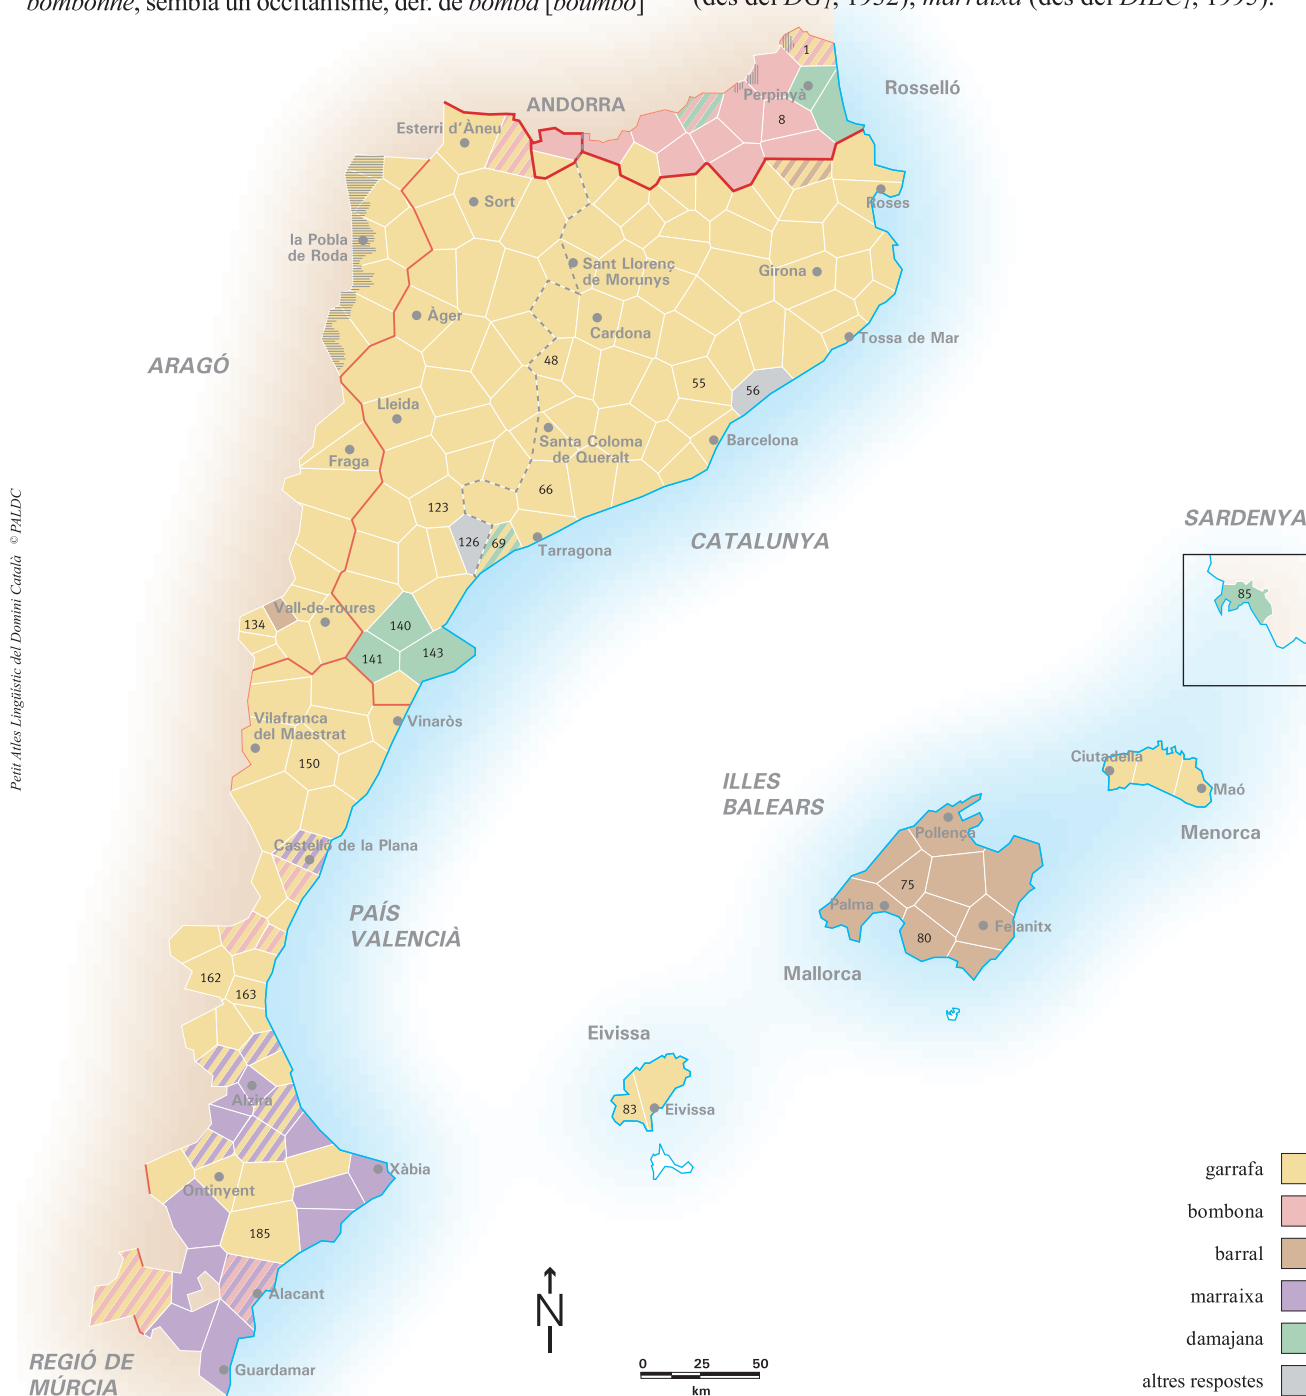 bombonne, sembla un occitanisme, der. de bomba [boumbo]
(des del DG1, 1932); marraixa (des del DIEC1, 1995).
1
Rosselló
Perpinyà
ANDORRA
8
Esterri d'Àneu
Sort
Roses
la Pobla
de Roda
Sant Llorenç
de Morunys
Girona
Àger
Cardona
Tossa de Mar
ARAGÓ
48
55
56
Lleida
Santa Coloma
de Queralt
Barcelona
Fraga
66
123
126
69
Tarragona
CATALUNYA
SARDENYA
Petit Atles Lingüístic del Domini Català © PALDC
85
Vall-de-roures
134
140
141
143
Vilafranca
del Maestrat
Vinaròs
150
Ciutadella
Maó
Menorca
ILLES
BALEARS
Pollença
Castelló de la Plana
75
Palma
PAÍS
VALENCIÀ
80
Felanitx
Mallorca
162
163
Eivissa
Alzira
83
Eivissa
Xàbia
Ontinyent
garrafa
bombona
185
barral
Alacant
marraixa
N
damajana
REGIÓ DE
MÚRCIA
Guardamar
0 25 50
km
altres respostes